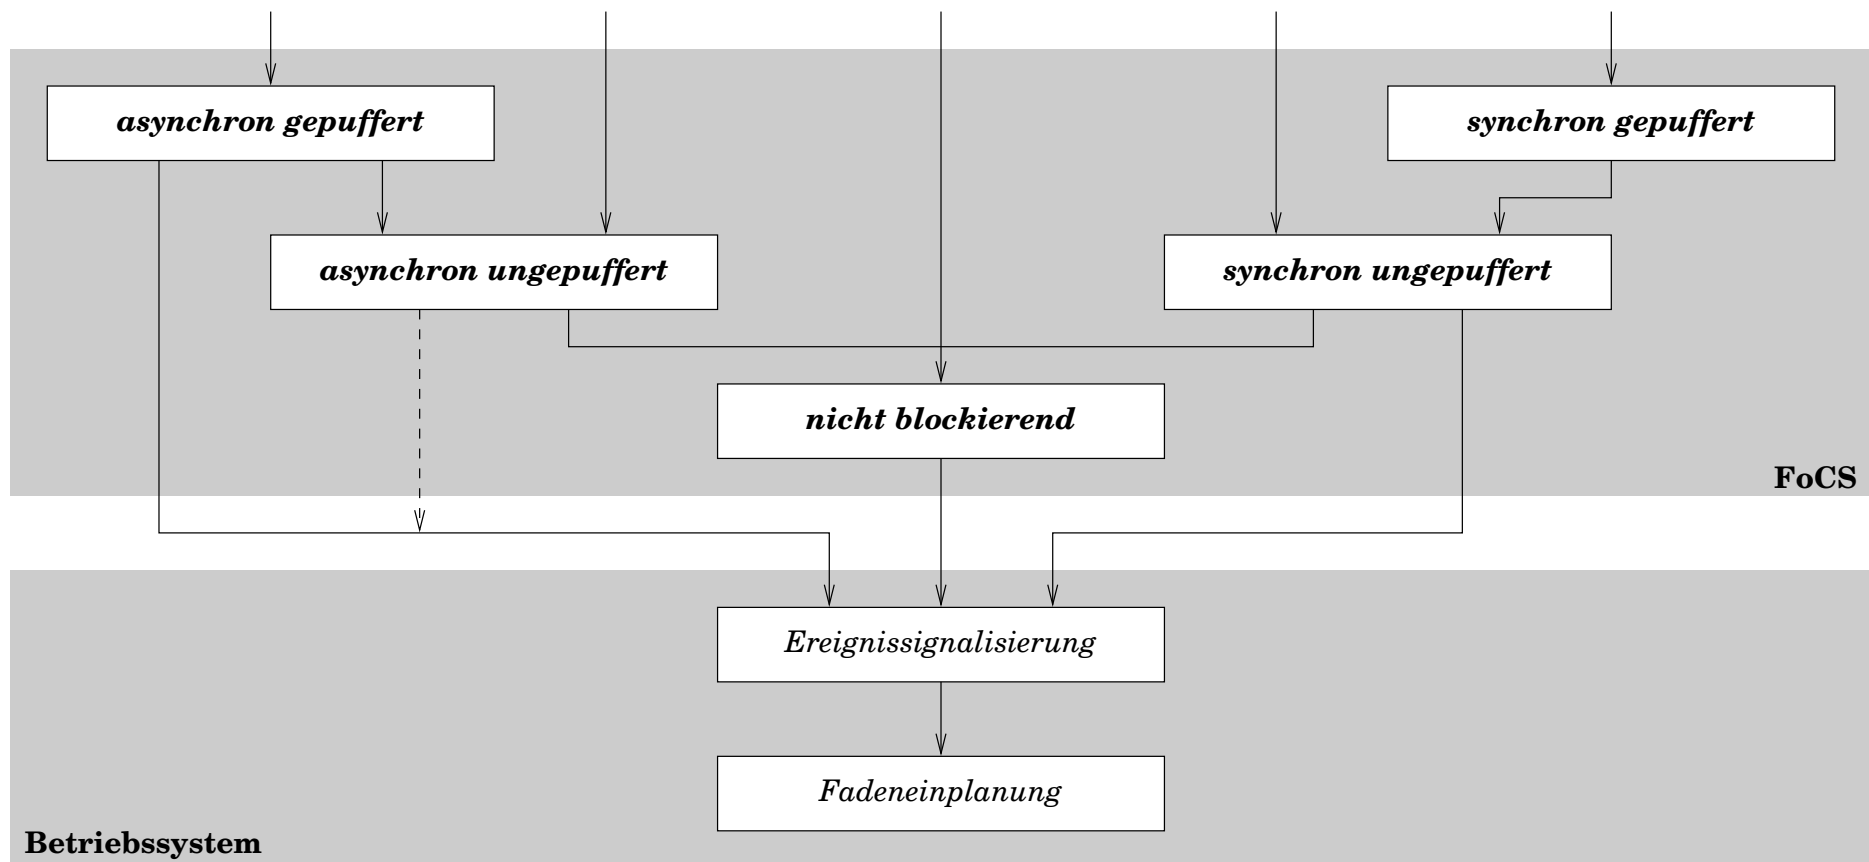 asynchron gepuffert
synchron gepuffert
asynchron ungepuffert
synchron ungepuffert
nicht blockierend
FoCS
Ereignissignalisierung
Fadeneinplanung
Betriebssystem